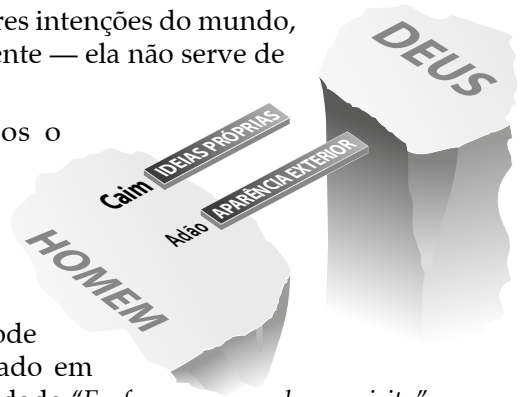 res intenções do mundo,
ente — ela não serve de
os o
DEUS
IDEIAS PRÓPRIAS
Caim
APARÊNCIA EXTERIOR
Adão
HOMEM
ode
ado em